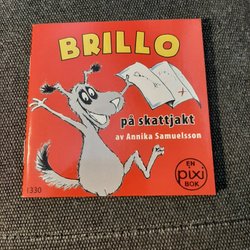 BRILLO
på skattjakt
av Annika Samuelsson
1330
EN
pixi
BOK